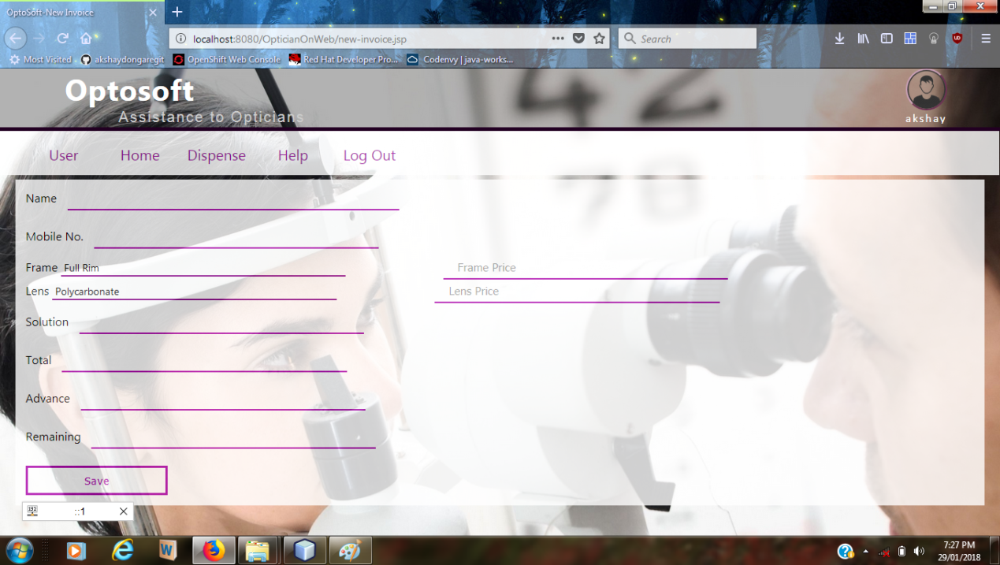 OptoSoft-New Invoice
localhost:8080/OpticianOnWeb/new-invoice.jsp
Search
Most Visited akshaydongaregit OpenShift Web Console Red Hat Developer Pro... Codenvy | java-works...
Optosoft
Assistance to Opticians
42
akshay
User Home Dispense Help Log Out
Name
Mobile No.
Frame Full Rim Frame Price
Lens Polycarbonate Lens Price
Solution
Total
Advance
Remaining
Save
::1
7:27 PM
29/01/2018